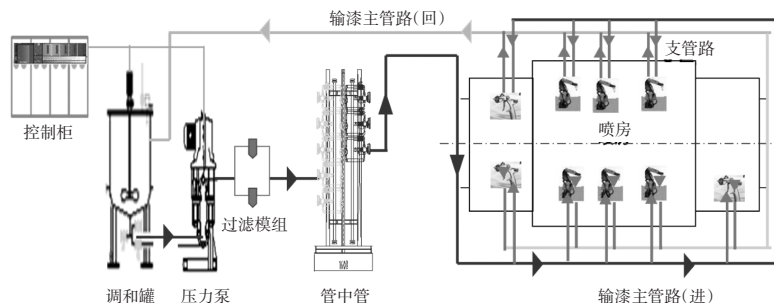 输漆主管路(回)
支管路
控制柜
喷房
过滤模组
调和罐
压力泵
管中管
输漆主管路(进)